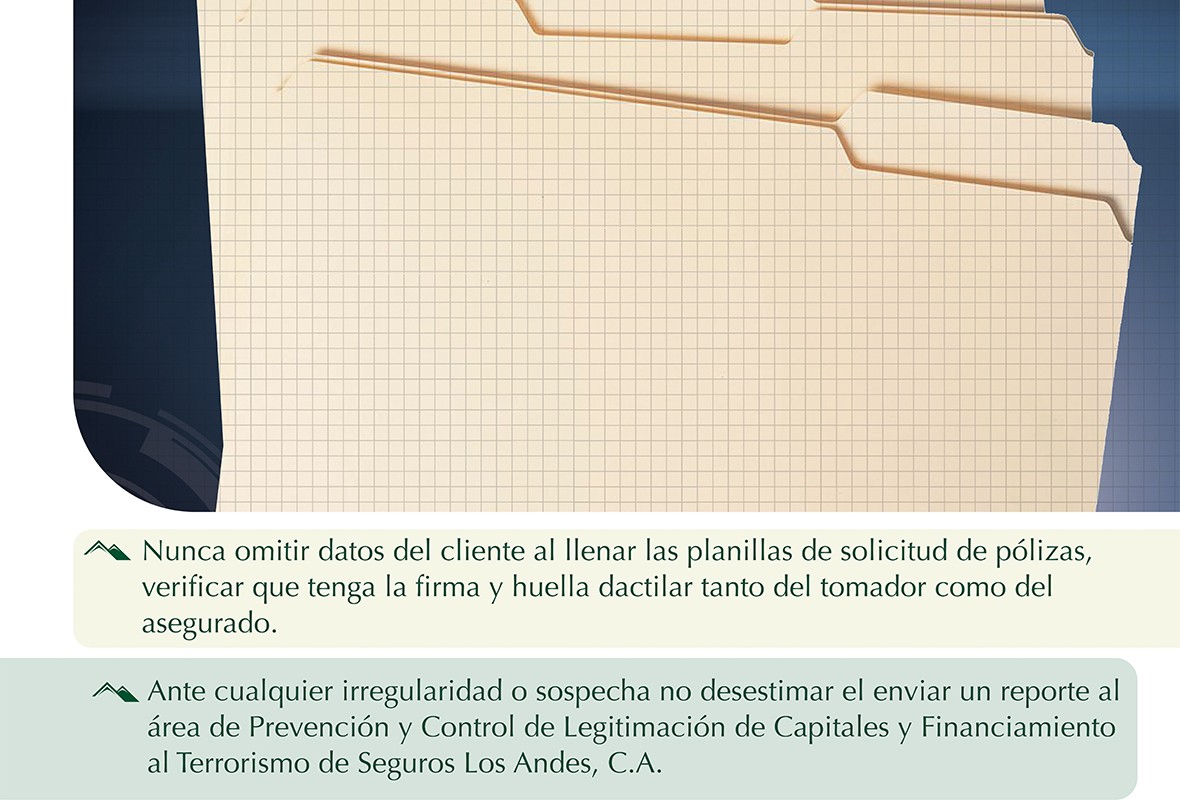 Nunca omitir datos del cliente al llenar las planillas de solicitud de pólizas,
verificar que tenga la firma y huella dactilar tanto del tomador como del
asegurado.
Ante cualquier irregularidad o sospecha no desestimar el enviar un reporte al
área de Prevención y Control de Legitimación de Capitales y Financiamiento
al Terrorismo de Seguros Los Andes, C.A.